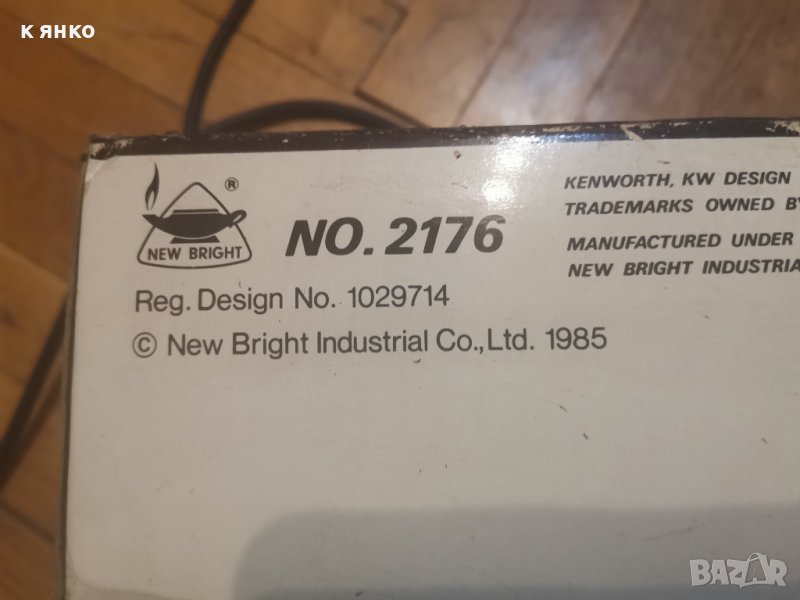 к янко
NEW BRIGHT
®
NO. 2176
Reg. Design No. 1029714
© New Bright Industrial Co.,Ltd. 1985
KENWORTH, KW DESIGN
TRADEMARKS OWNED BY
MANUFACTURED UNDER
NEW BRIGHT INDUSTRIA
BAZAR